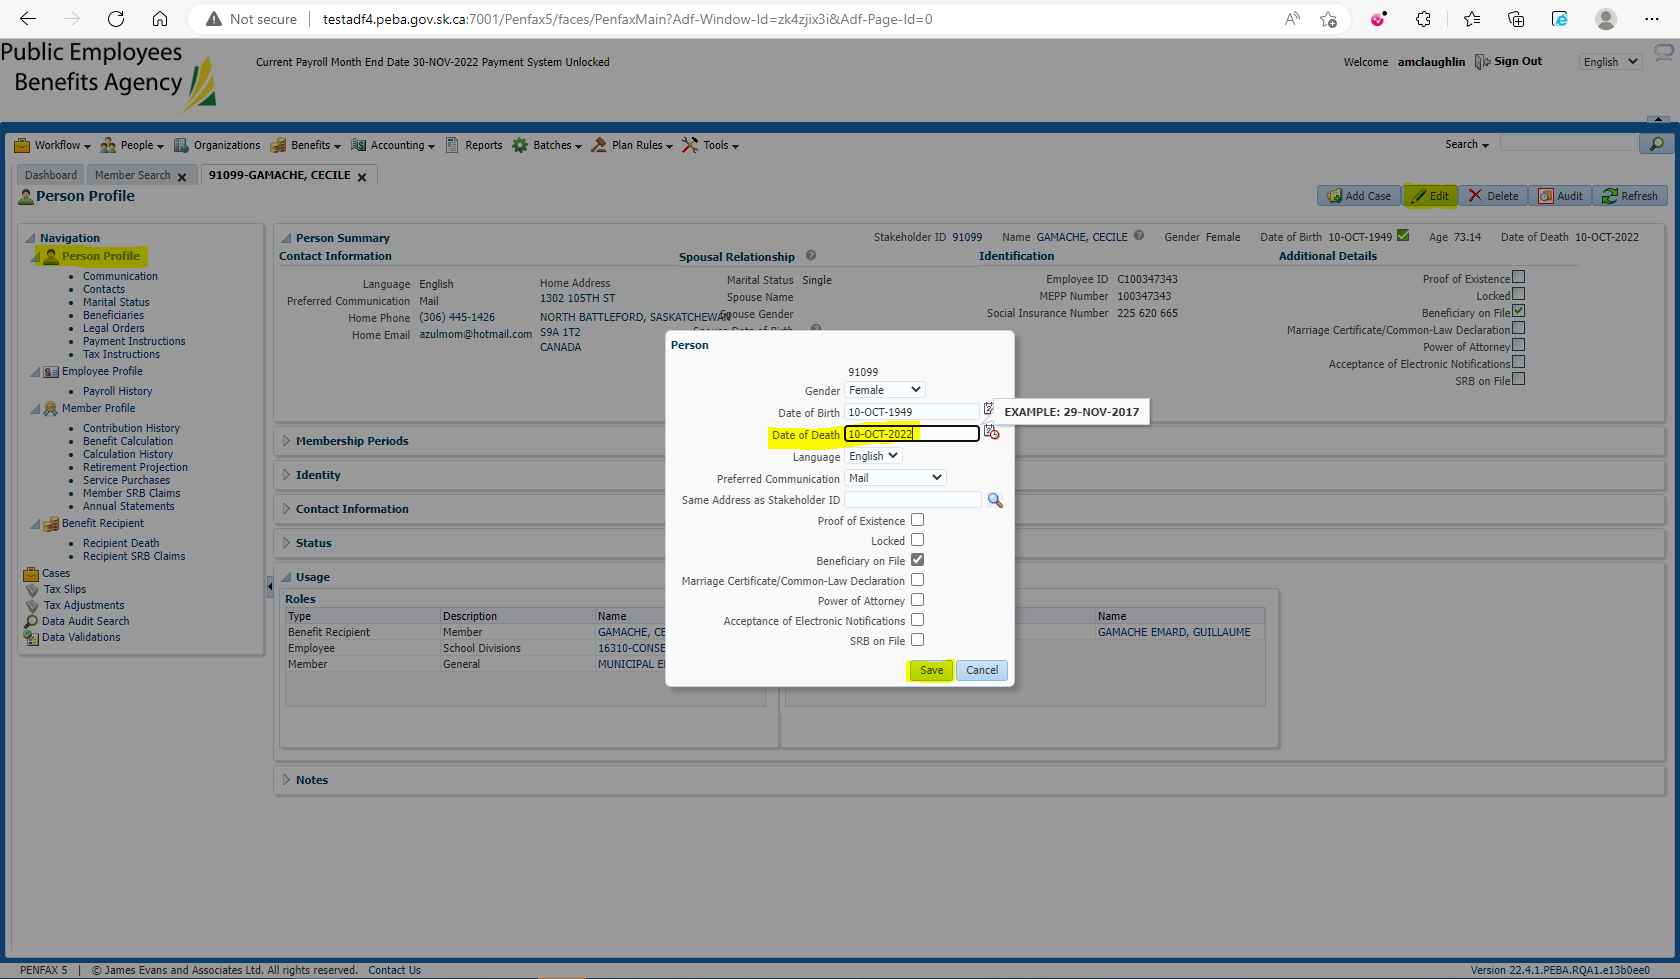 Not secure
testadf4.peba.gov.sk.ca:7001/Penfax5/faces/PenfaxMain?Adf-Window-Id=zk4zjix3i&Adf-Page-Id=0
Public Employees
Benefits Agency
Current Payroll Month End Date 30-NOV-2022 Payment System Unlocked
Welcome amclaughlin Sign Out English
Workflow People Organizations Benefits Accounting Reports Batches Plan Rules Tools Search
Dashboard Member Search 91099-GAMACHE, CECILE
Person Profile
Add Case Edit Delete Audit Refresh
Navigation
Person Profile
Communication
Contacts
Marital Status
Beneficiaries
Legal Orders
Payment Instructions
Tax Instructions
Employee Profile
Payroll History
Member Profile
Contribution History
Benefit Calculation
Calculation History
Retirement Projection
Service Purchases
Member SRB Claims
Annual Statements
Benefit Recipient
Recipient Death
Recipient SRB Claims
Cases
Tax Slips
Tax Adjustments
Data Audit Search
Data Validations
Person Summary
Stakeholder ID 91099 Name GAMACHE, CECILE Gender Female Date of Birth 10-OCT-1949 Age 73.14 Date of Death 10-OCT-2022
Contact Information
Language English
Preferred Communication Mail
Home Phone (306) 445-1426
Home Email azulmom@hotmail.com
Home Address
1302 105TH ST
NORTH BATTLEFORD, SASKATCHEWAN
S9A 1T2
CANADA
Spousal Relationship
Marital Status Single
Spouse Name
Spouse Gender
Identification
Employee ID C100347343
MEPP Number 100347343
Social Insurance Number 225 620 665
Additional Details
Proof of Existence
Locked
Beneficiary on File
Marriage Certificate/Common-Law Declaration
Power of Attorney
Acceptance of Electronic Notifications
SRB on File
Membership Periods
Identity
Contact Information
Status
Usage
Roles
Type Description Name
Benefit Recipient Member GAMACHE, CE
Employee School Divisions 16310-CONSE
Member General MUNICIPAL E
Name
GAMACHE EMARD, GUILLAUME
Notes
Person
91099
Gender Female
Date of Birth 10-OCT-1949
EXAMPLE: 29-NOV-2017
Date of Death 10-OCT-2022
Language English
Preferred Communication Mail
Same Address as Stakeholder ID
Proof of Existence
Locked
Beneficiary on File
Marriage Certificate/Common-Law Declaration
Power of Attorney
Acceptance of Electronic Notifications
SRB on File
Save Cancel
PENFAX 5 | © James Evans and Associates Ltd. All rights reserved. Contact Us
Version 22.4.1.PEBA.RQA1.e13b0ee0